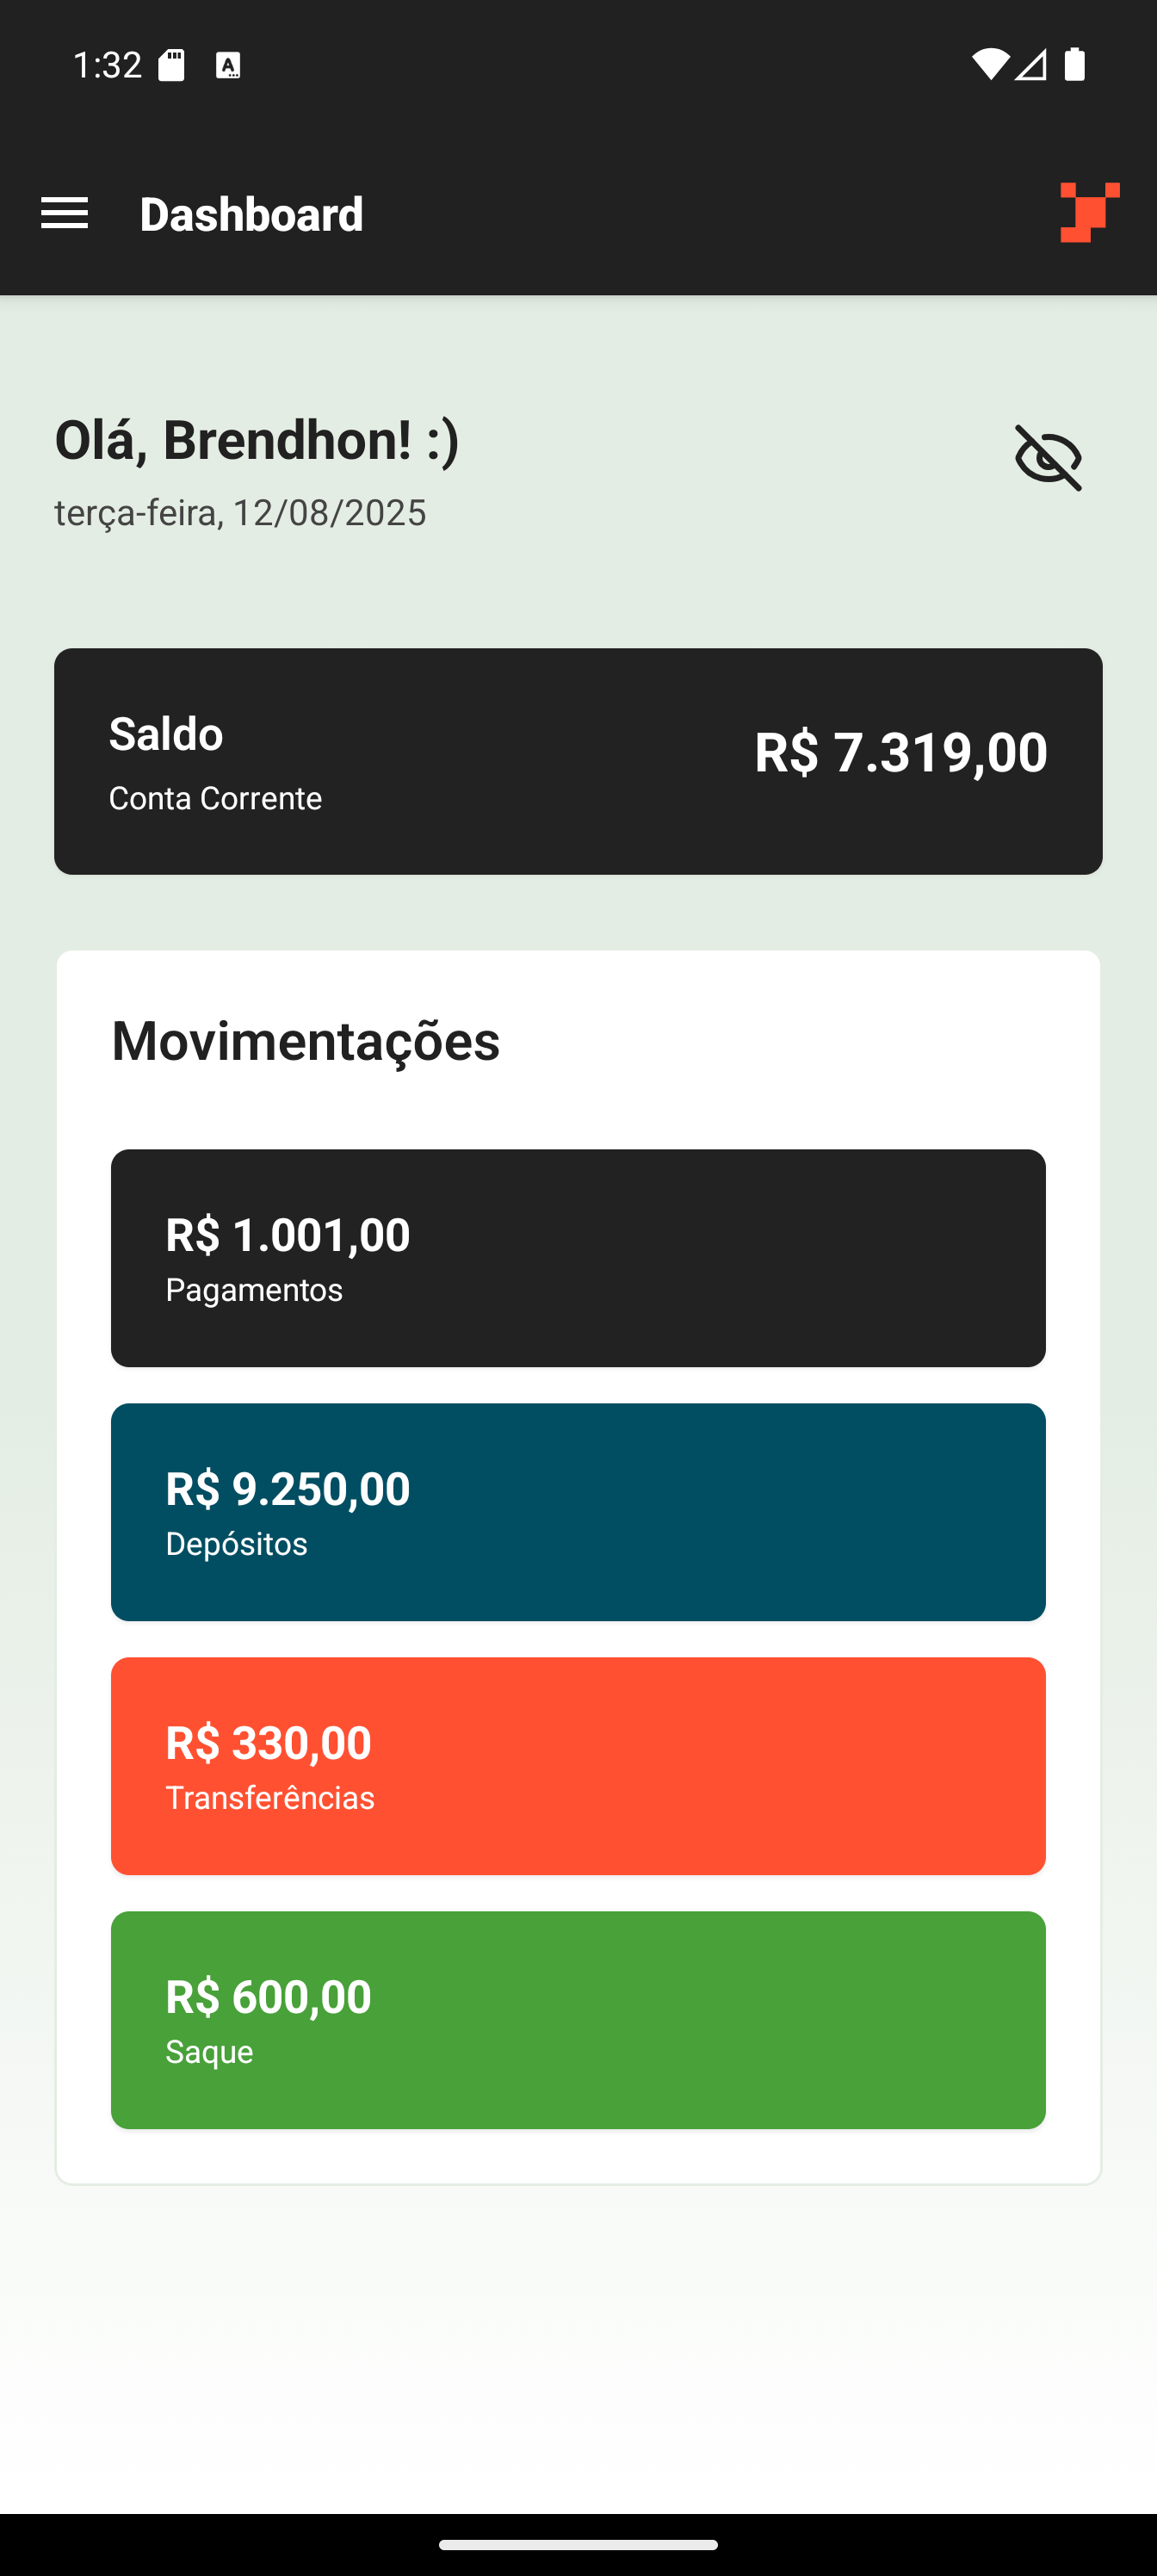 1:32
Dashboard
Olá, Brendhon! :)
terça-feira, 12/08/2025
Saldo
R$ 7.319,00
Conta Corrente
Movimentações
R$ 1.001,00
Pagamentos
R$ 9.250,00
Depósitos
R$ 330,00
Transferências
R$ 600,00
Saque